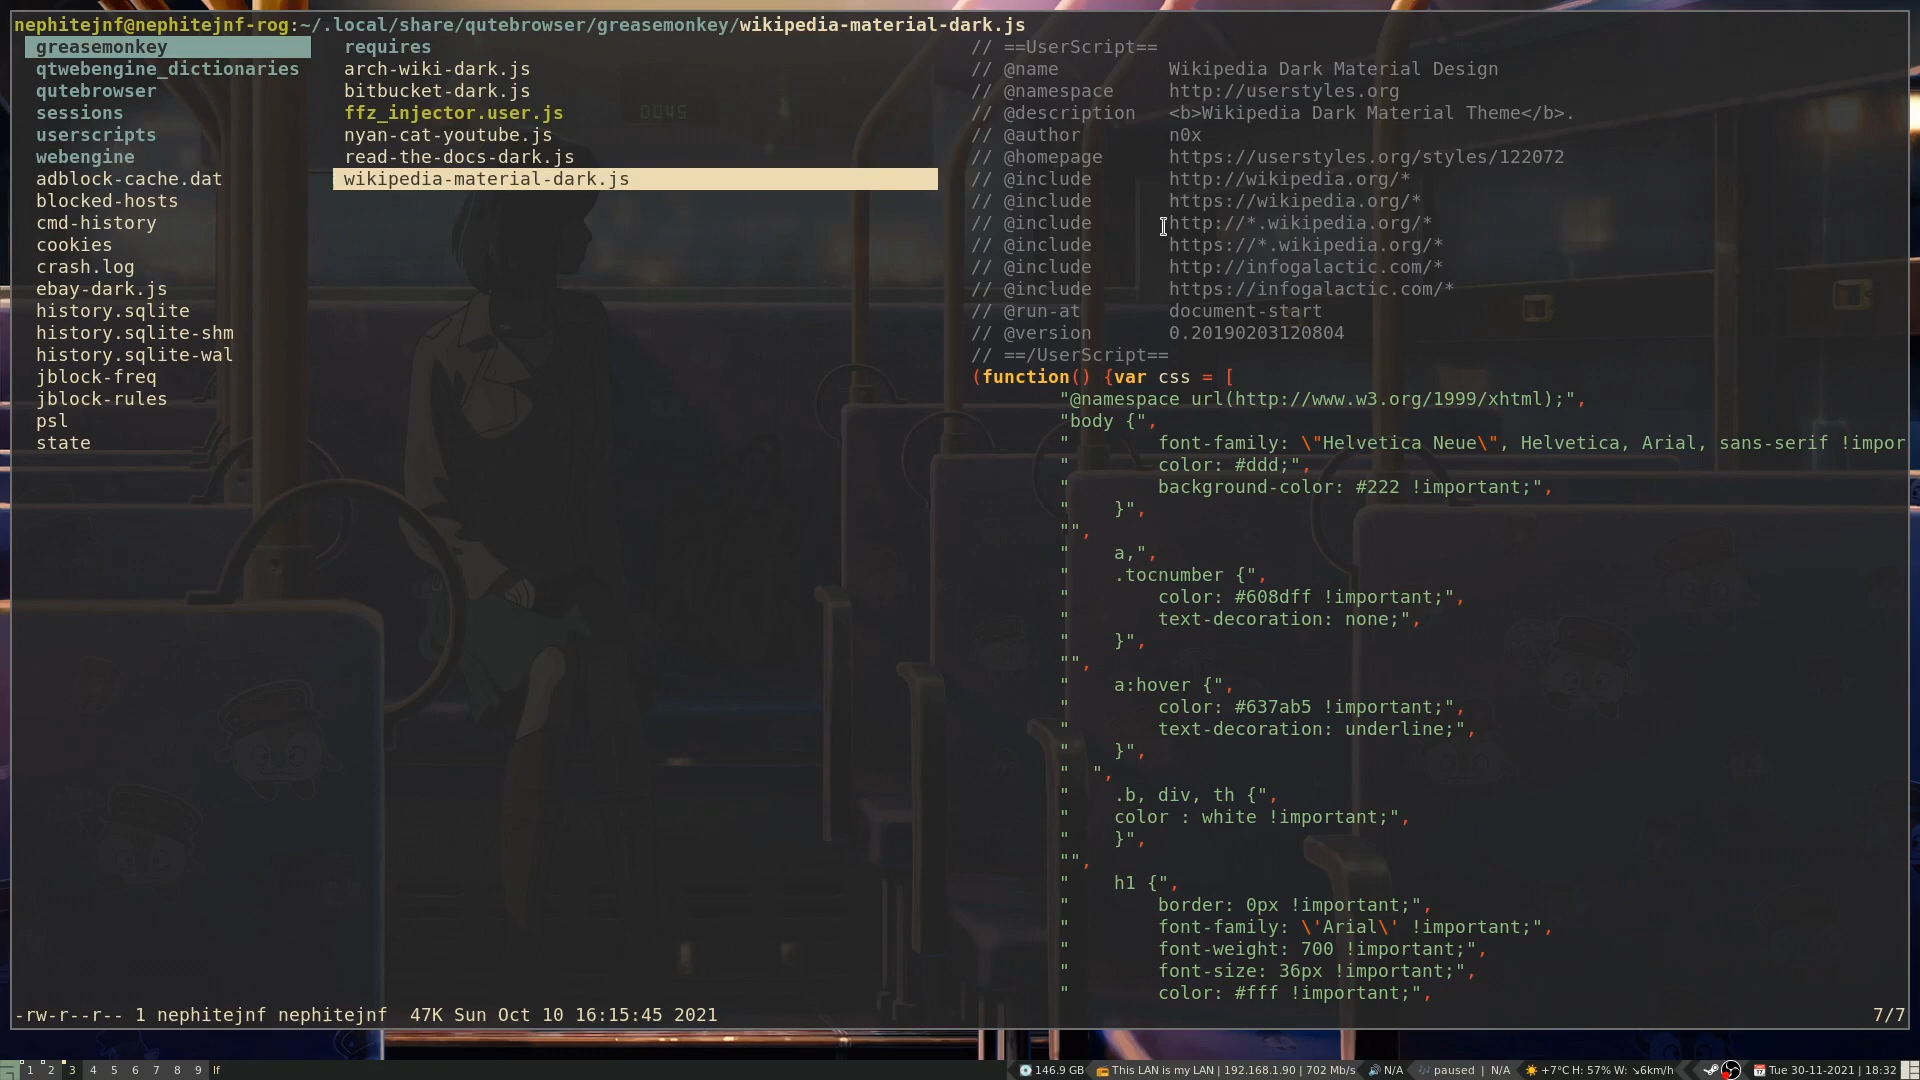 nephitejnf@nephitejnf-rog:~/.local/share/qutebrowser/greasemonkey/wikipedia-material-dark.js
greasemonkey
qtwebengine_dictionaries
qutebrowser
sessions
userscripts
webengine
adblock-cache.dat
blocked-hosts
cmd-history
cookies
crash.log
ebay-dark.js
history.sqlite
history.sqlite-shm
history.sqlite-wal
jblock-freq
jblock-rules
psl
state
requires
arch-wiki-dark.js
bitbucket-dark.js
ffz_injector.user.js
nyan-cat-youtube.js
read-the-docs-dark.js
wikipedia-material-dark.js
// ==UserScript==
// @name          Wikipedia Dark Material Design
// @namespace     http://userstyles.org
// @description   <b>Wikipedia Dark Material Theme</b>.
// @author        n0x
// @homepage      https://userstyles.org/styles/122072
// @include       http://wikipedia.org/*
// @include       https://wikipedia.org/*
// @include       http://*.wikipedia.org/*
// @include       https://*.wikipedia.org/*
// @include       http://infogalactic.com/*
// @include       https://infogalactic.com/*
// @run-at        document-start
// @version       0.20190203120804
// ==/UserScript==
(function() {var css = [
"@namespace url(http://www.w3.org/1999/xhtml);",
"body {",
"        font-family: \"Helvetica Neue\", Helvetica, Arial, sans-serif !impor
"        color: #ddd;",
"        background-color: #222 !important;",
"    }",
"",
"    a,",
"    .tocnumber {",
"        color: #608dff !important;",
"        text-decoration: none;",
"    }",
"",
"    a:hover {",
"        color: #637ab5 !important;",
"        text-decoration: underline;",
"    }",
"  ",
"    .b, div, th {",
"    color : white !important;",
"    }",
"",
"    h1 {",
"        border: 0px !important;",
"        font-family: \'Arial\' !important;",
"        font-weight: 700 !important;",
"        font-size: 36px !important;",
"        color: #fff !important;",
-rw-r--r-- 1 nephitejnf nephitejnf  47K Sun Oct 10 16:15:45 2021
7/7
1 2 3 4 5 6 7 8 9 lf
146.9 GB
This LAN is my LAN | 192.168.1.90 | 702 Mb/s
N/A
paused | N/A
+7°C H: 57% W: ↘6km/h
Tue 30-11-2021 | 18:32